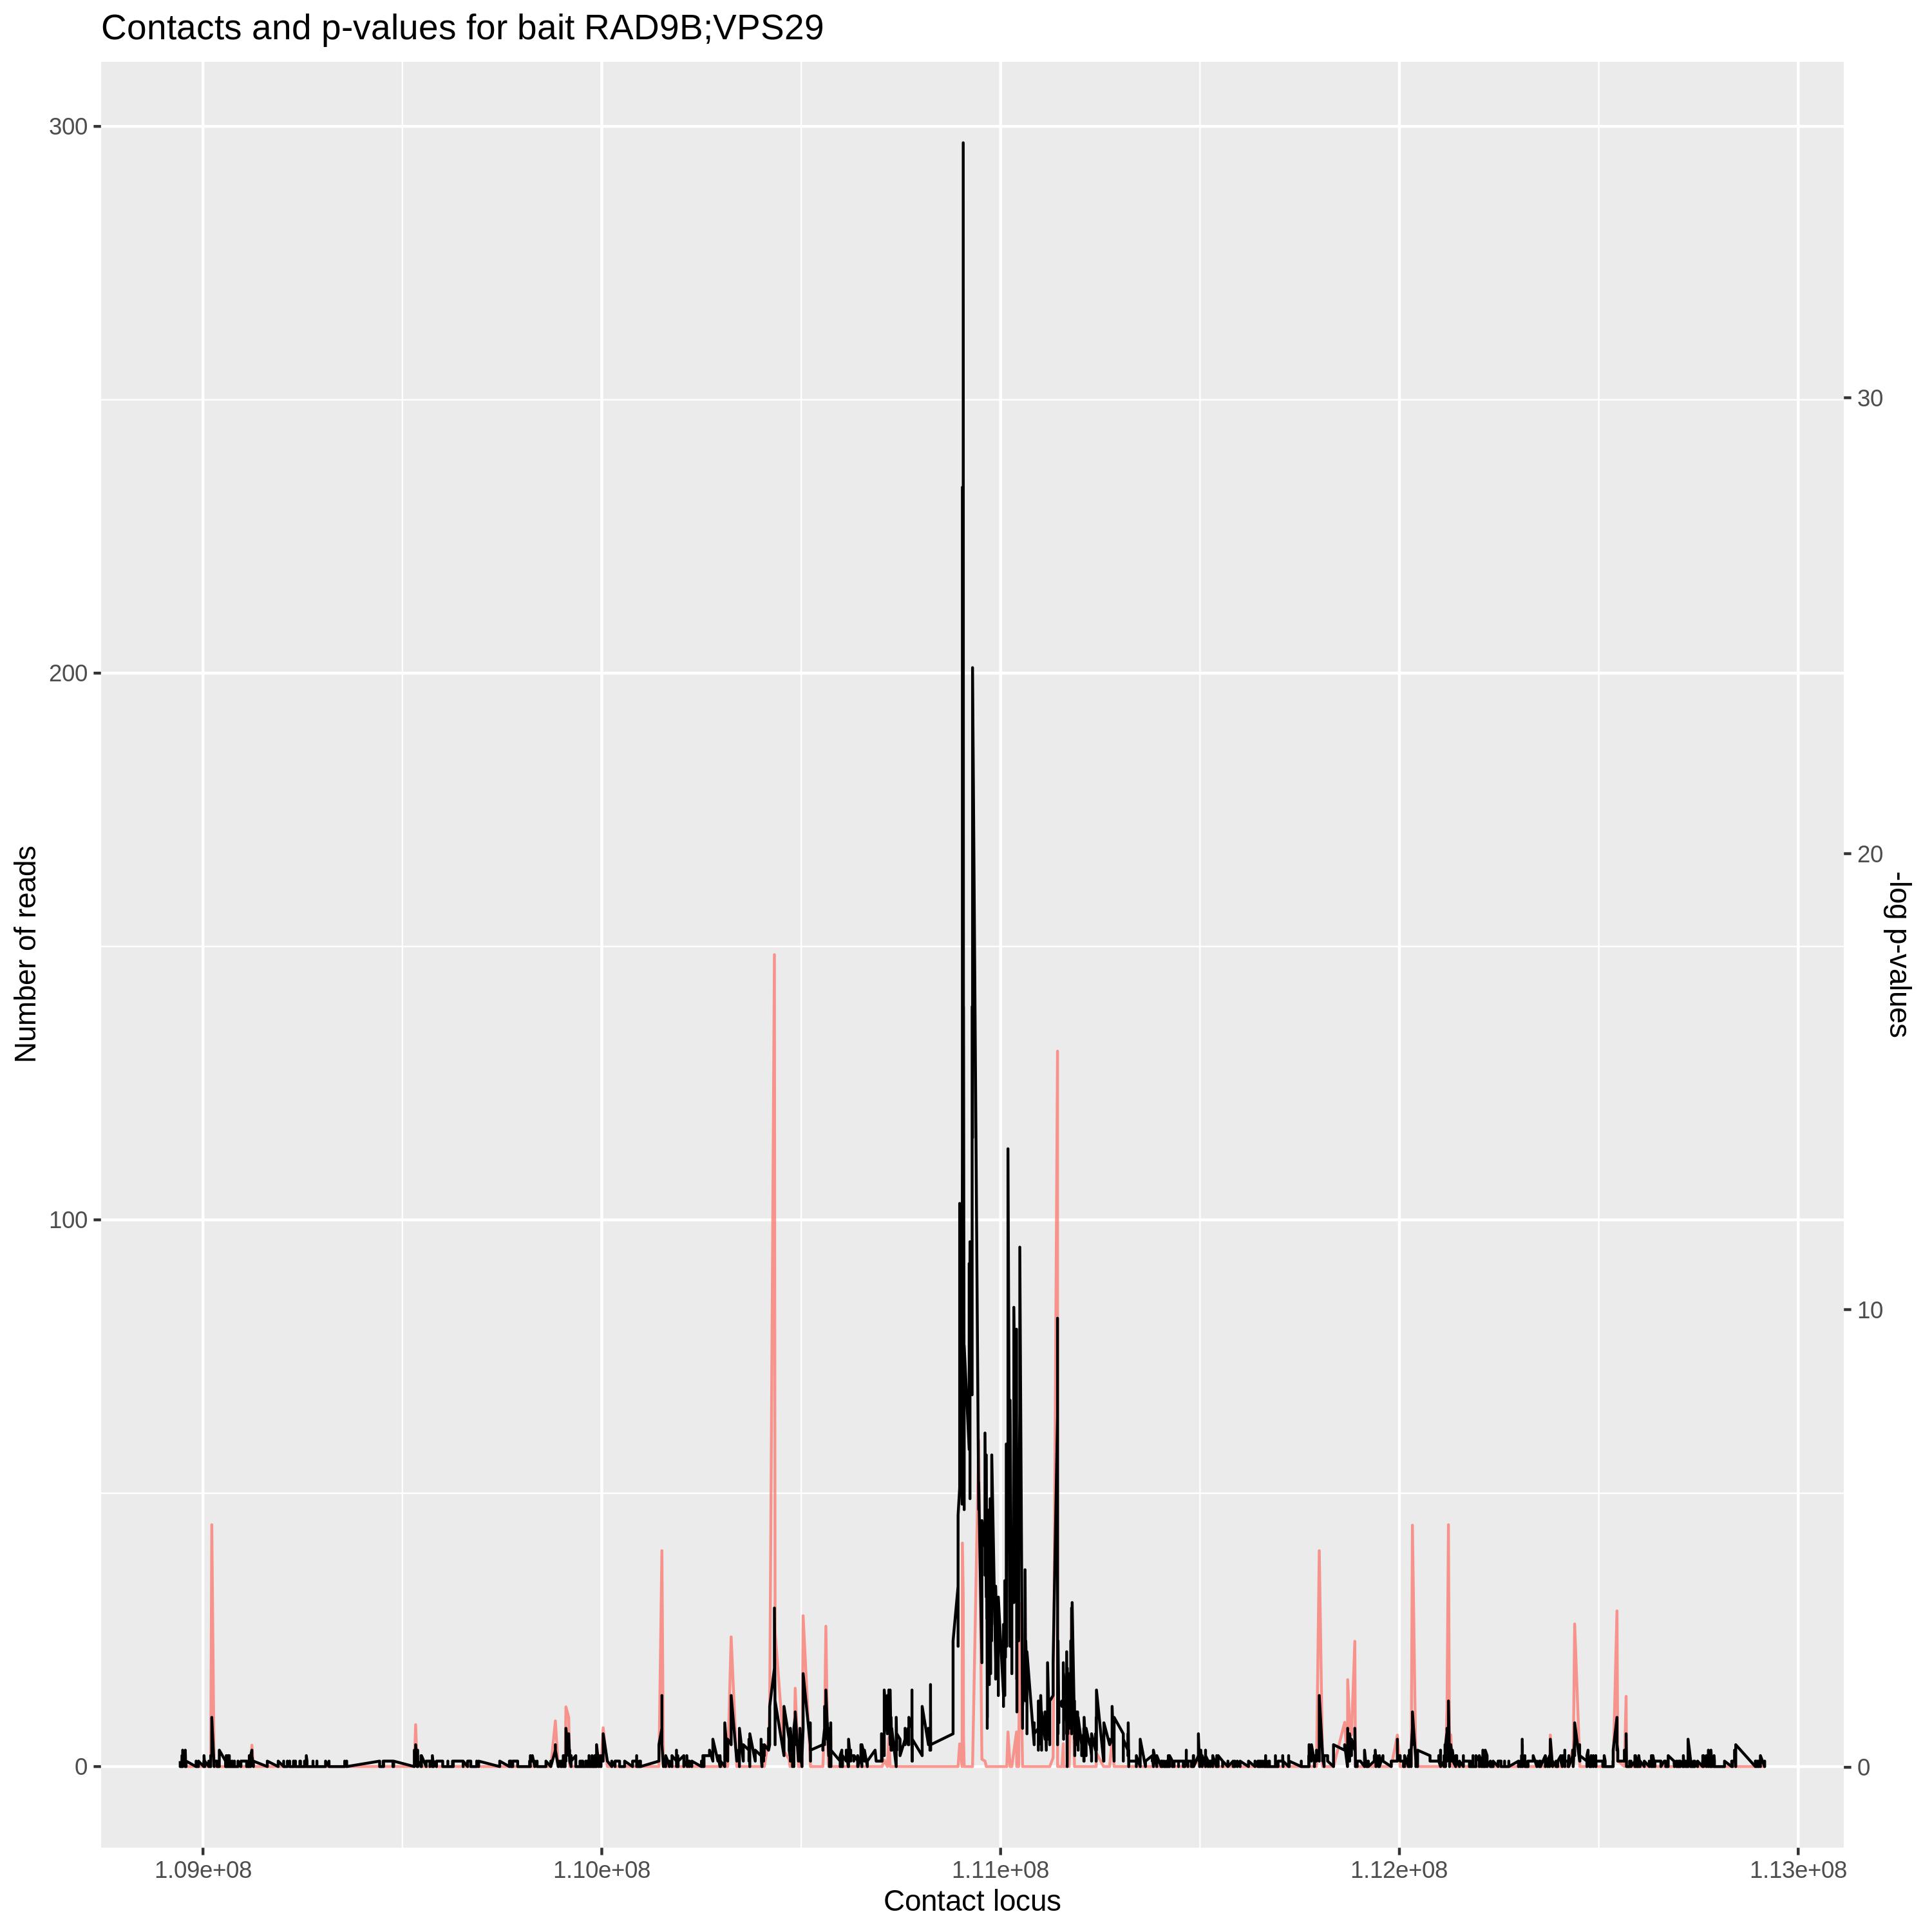 Contacts and p-values for bait RAD9B;VPS29
300
200
100
0
Number of reads
30
20
10
0
-log p-values
1.09e+08
1.10e+08
1.11e+08
1.12e+08
1.13e+08
Contact locus